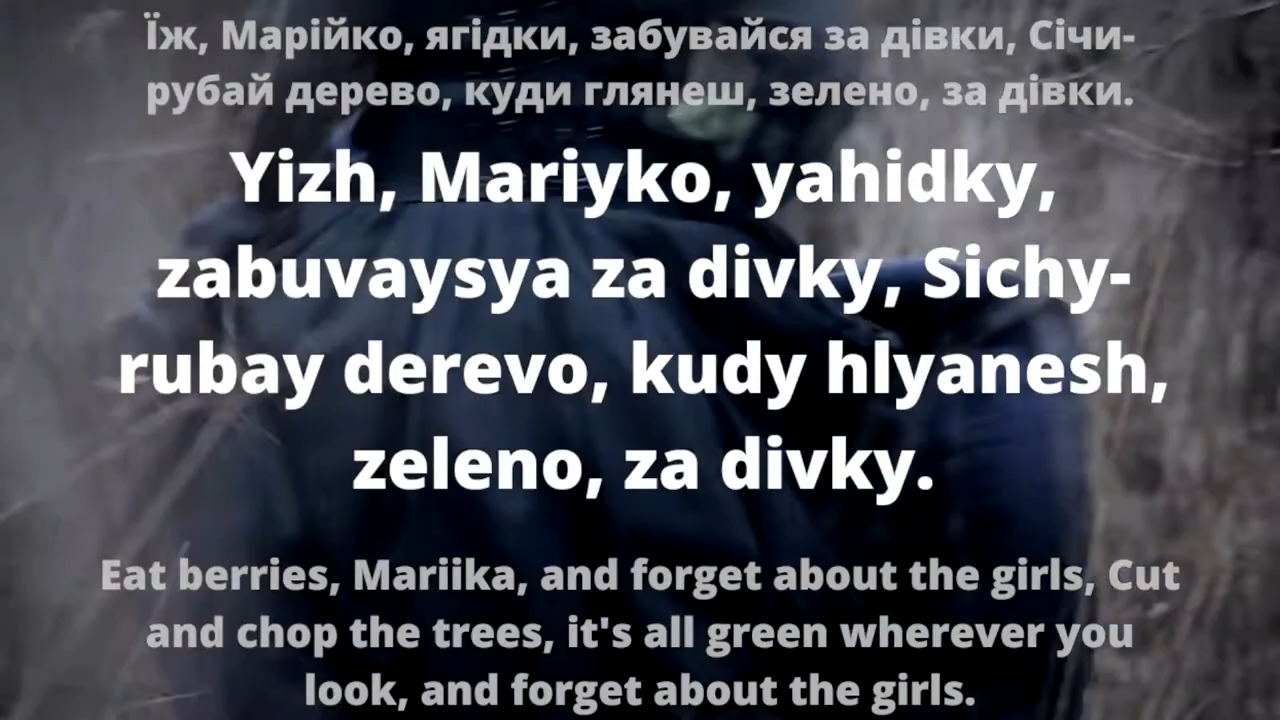 Їж, Марійко, ягідки, забувайся за дівки, Січи-
рубай дерево, куди глянеш, зелено, за дівки.
Yizh, Mariyko, yahidky,
zabuvaysya za divky, Sichy-
rubay derevo, kudy hlyanesh,
zeleno, za divky.
Eat berries, Mariika, and forget about the girls, Cut
and chop the trees, it's all green wherever you
look, and forget about the girls.